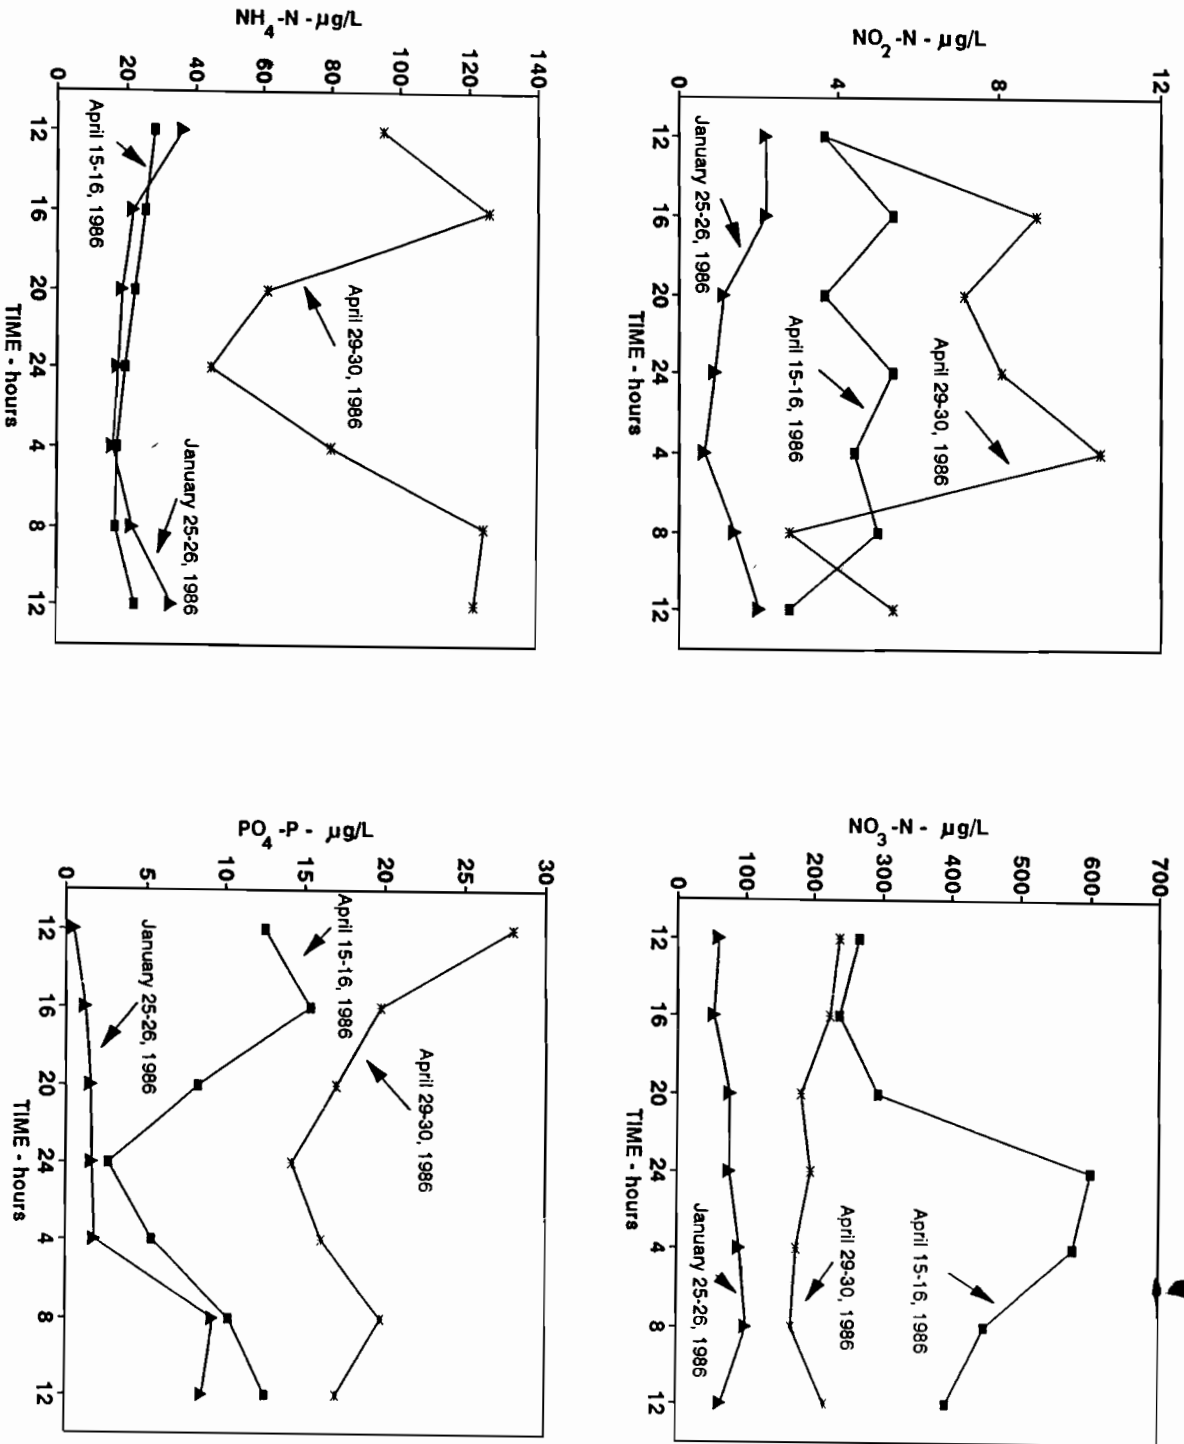 NO2-N - µg/L
12
8
4
0
12
16
20
24
4
8
12
TIME - hours
January 25-26, 1986
April 15-16, 1986
April 29-30, 1986
NO3-N - µg/L
700
600
500
400
300
200
100
0
12
16
20
24
4
8
12
TIME - hours
April 15-16, 1986
April 29-30, 1986
January 25-26, 1986
NH4-N - µg/L
140
120
100
80
60
40
20
0
12
16
20
24
4
8
12
TIME - hours
April 15-16, 1986
April 29-30, 1986
January 25-26, 1986
PO4-P - µg/L
30
25
20
15
10
5
0
12
16
20
24
4
8
12
TIME - hours
April 15-16, 1986
April 29-30, 1986
January 25-26, 1986